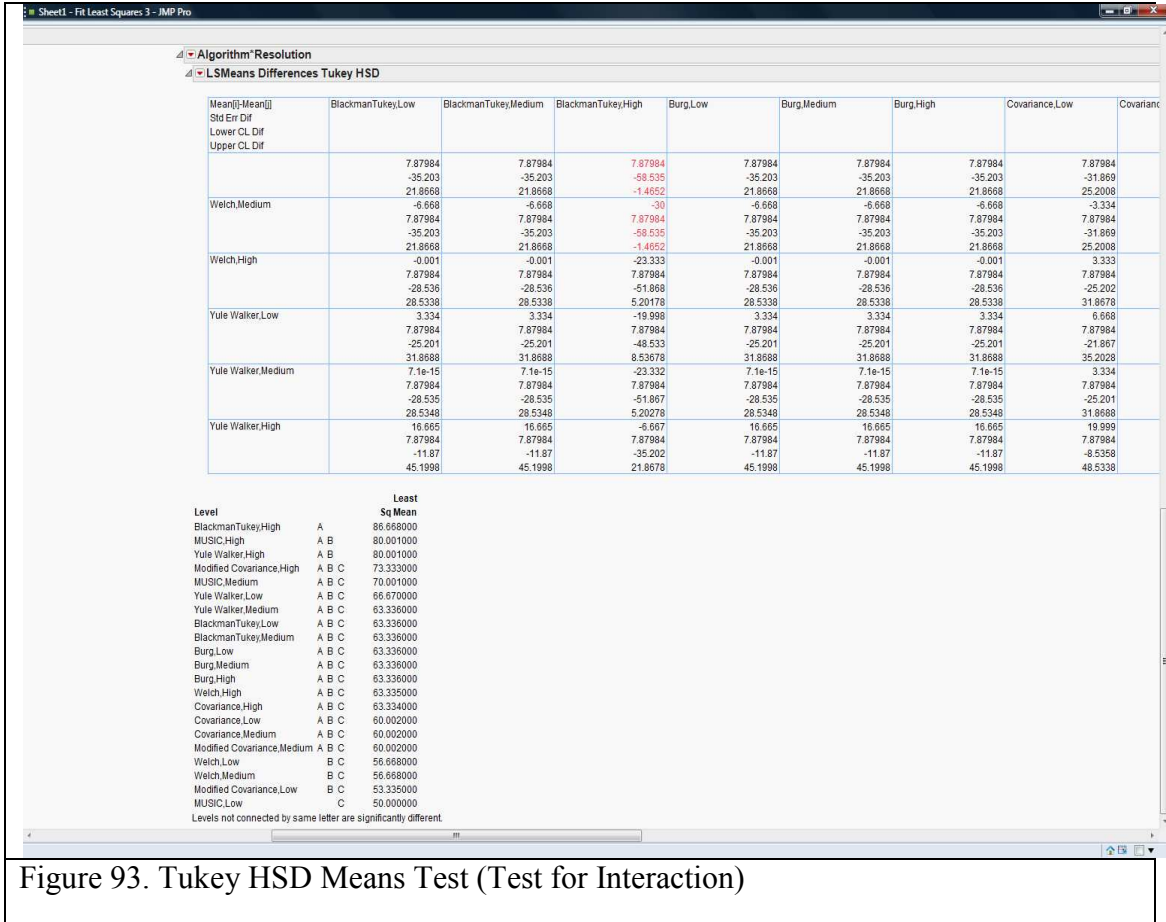 Sheet1 - Fit Least Squares 3 - JMP Pro
Algorithm*Resolution
LSMeans Differences Tukey HSD
Mean[i]-Mean[j] BlackmanTukey,Low BlackmanTukey,Medium BlackmanTukey,High Burg,Low Burg,Medium Burg,High Covariance,Low Covarianc
Std Err Dif
Lower CL Dif
Upper CL Dif
7.87984 7.87984 7.87984 7.87984 7.87984 7.87984 7.87984
-35.203 -35.203 -58.535 -35.203 -35.203 -35.203 -31.869
21.8668 21.8668 -1.4652 21.8668 21.8668 21.8668 25.2008
Welch,Medium -6.668 -6.668 -30 -6.668 -6.668 -6.668 -3.334
7.87984 7.87984 7.87984 7.87984 7.87984 7.87984 7.87984
-35.203 -35.203 -58.535 -35.203 -35.203 -35.203 -31.869
21.8668 21.8668 -1.4652 21.8668 21.8668 21.8668 25.2008
Welch,High -0.001 -0.001 -23.333 -0.001 -0.001 -0.001 3.333
7.87984 7.87984 7.87984 7.87984 7.87984 7.87984 7.87984
-28.536 -28.536 -51.868 -28.536 -28.536 -28.536 -25.202
28.5338 28.5338 5.20178 28.5338 28.5338 28.5338 31.8678
Yule Walker,Low 3.334 3.334 -19.998 3.334 3.334 3.334 6.668
7.87984 7.87984 7.87984 7.87984 7.87984 7.87984 7.87984
-25.201 -25.201 -48.533 -25.201 -25.201 -25.201 -21.867
31.8688 31.8688 8.53678 31.8688 31.8688 31.8688 35.2028
Yule Walker,Medium 7.1e-15 7.1e-15 -23.332 7.1e-15 7.1e-15 7.1e-15 3.334
7.87984 7.87984 7.87984 7.87984 7.87984 7.87984 7.87984
-28.535 -28.535 -51.867 -28.535 -28.535 -28.535 -25.201
28.5348 28.5348 5.20278 28.5348 28.5348 28.5348 31.8688
Yule Walker,High 16.665 16.665 -6.667 16.665 16.665 16.665 19.999
7.87984 7.87984 7.87984 7.87984 7.87984 7.87984 7.87984
-11.87 -11.87 -35.202 -11.87 -11.87 -11.87 -8.5358
45.1998 45.1998 21.8678 45.1998 45.1998 45.1998 48.5338
Least
Level Sq Mean
BlackmanTukey,High A 86.668000
MUSIC,High A B 80.001000
Yule Walker,High A B 80.001000
Modified Covariance,High A B C 73.333000
MUSIC,Medium A B C 70.001000
Yule Walker,Low A B C 66.670000
Yule Walker,Medium A B C 63.336000
BlackmanTukey,Low A B C 63.336000
BlackmanTukey,Medium A B C 63.336000
Burg,Low A B C 63.336000
Burg,Medium A B C 63.336000
Burg,High A B C 63.336000
Welch,High A B C 63.335000
Covariance,High A B C 63.334000
Covariance,Low A B C 60.002000
Covariance,Medium A B C 60.002000
Modified Covariance,Medium A B C 60.002000
Welch,Low B C 56.668000
Welch,Medium B C 56.668000
Modified Covariance,Low B C 53.335000
MUSIC,Low C 50.000000
Levels not connected by same letter are significantly different.
Figure 93. Tukey HSD Means Test (Test for Interaction)